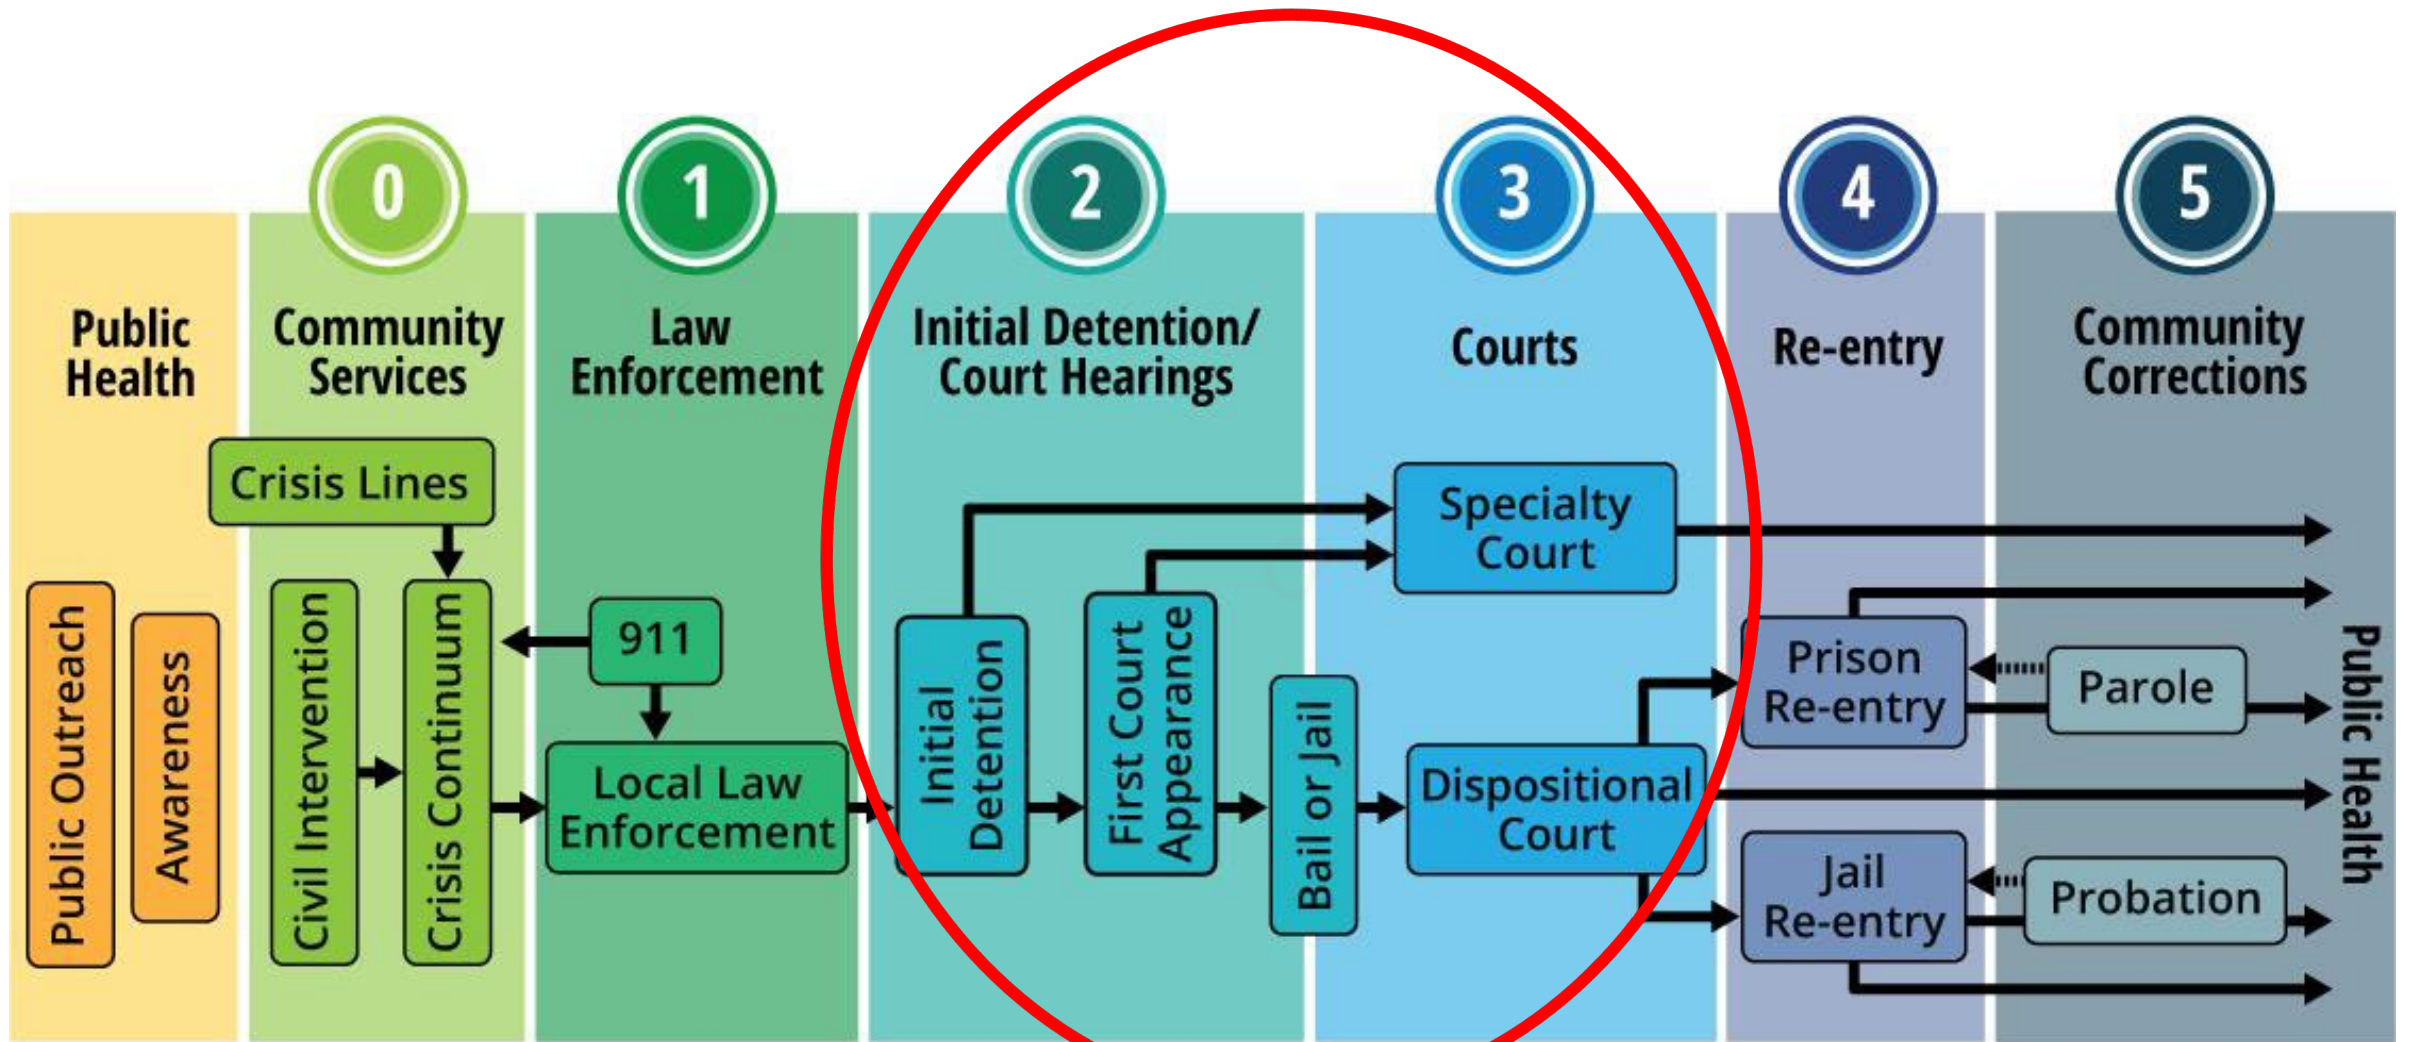 0
1
2
3
4
5
Public
Health
Community
Services
Law
Enforcement
Initial Detention/
Court Hearings
Courts
Re-entry
Community
Corrections
Public Outreach
Awareness
Crisis Lines
Civil Intervention
Crisis Continuum
911
Local Law
Enforcement
Initial
Detention
First Court
Appearance
Bail or Jail
Specialty
Court
Dispositional
Court
Prison
Re-entry
Jail
Re-entry
Parole
Probation
Public Health